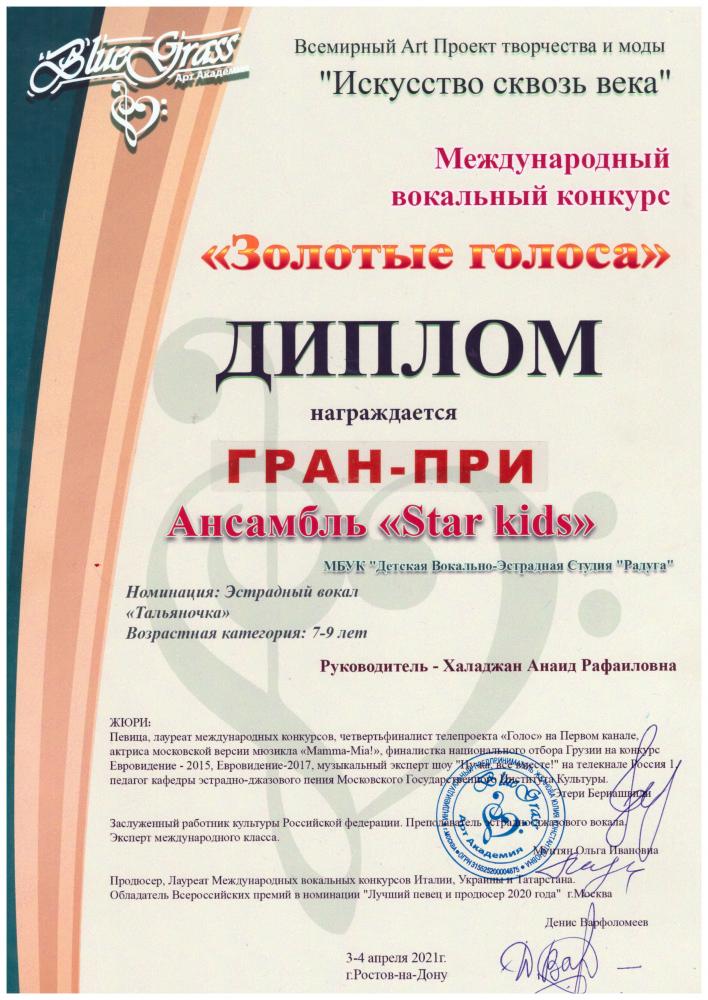 Blue Grass
Арт Академия
Всемирный Art Проект творчества и моды
"Искусство сквозь века"
Международный
вокальный конкурс
«Золотые голоса»
ДИПЛОМ
награждается
ГРАН-ПРИ
Ансамбль «Star kids»
МБУК "Детская Вокально-Эстрадная Студия "Радуга"
Номинация: Эстрадный вокал
«Тальяночка»
Возрастная категория: 7-9 лет
Руководитель - Халаджан Анаид Рафаиловна
ЖЮРИ:
Певица, лауреат международных конкурсов, четвертьфиналист телепроекта «Голос» на Первом канале,
актриса московской версии мюзикла «Mamma-Mia!», финалистка национального отбора Грузии на конкурс
Евровидение - 2015, Евровидение-2017, музыкальный эксперт шоу "Ну-ка, все вместе!" на телекнале Россия 1
педагог кафедры эстрадно-джазового пения Московского Государственного Института Культуры.
Этери Бериашвили
Заслуженный работник культуры Российской федерации. Преподаватель эстрадно-джазового вокала.
Эксперт международного класса.
Мунтян Ольга Ивановна
Продюсер, Лауреат Международных вокальных конкурсов Италии, Украины и Татарстана.
Обладатель Всероссийских премий в номинации "Лучший певец и продюсер 2020 года" г.Москва
Денис Варфоломеев
3-4 апреля 2021г.
г.Ростов-на-Дону
Blue Grass
Арт Академия